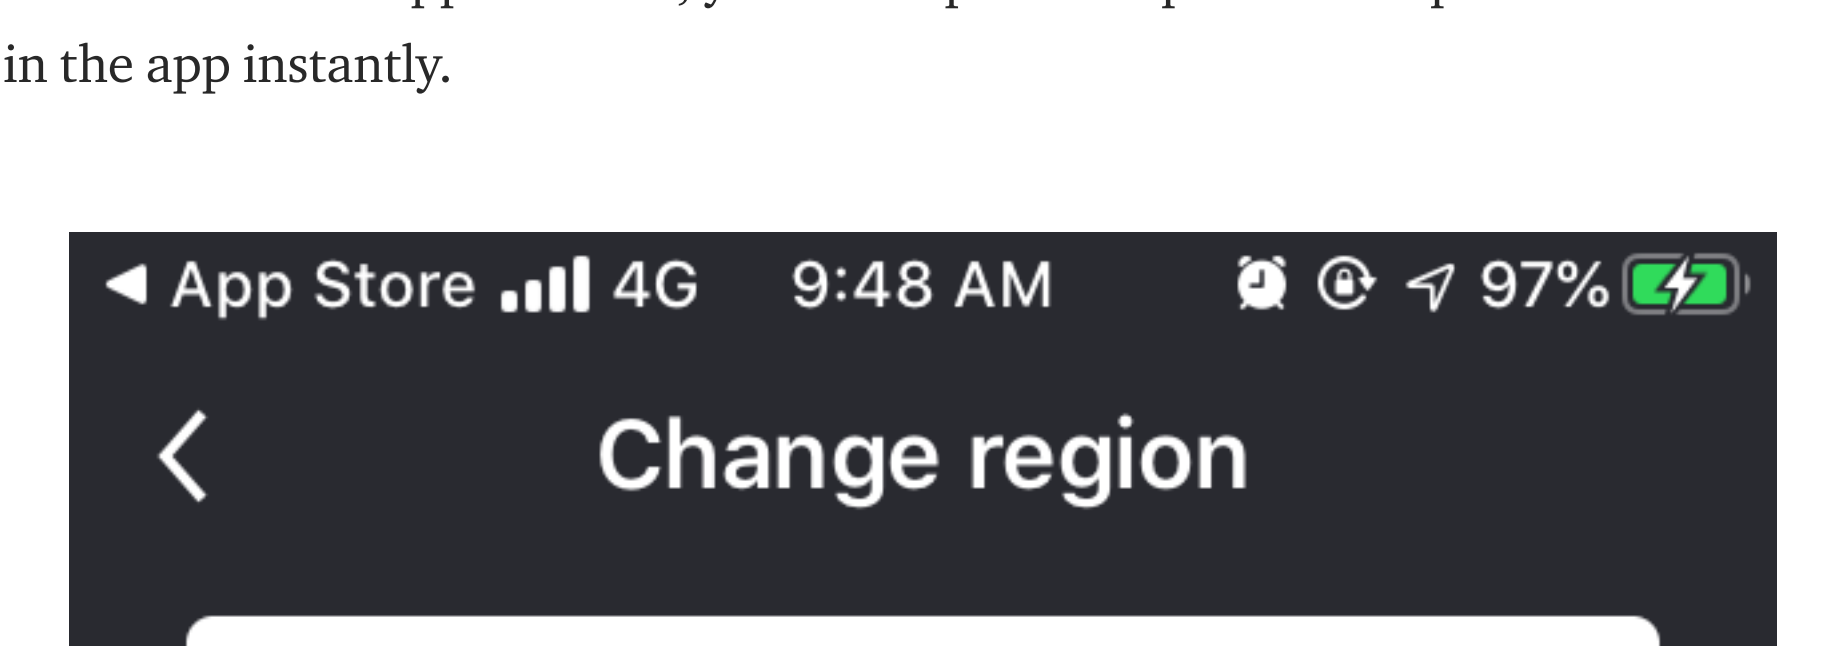 in the app instantly.
App Store 4G 9:48 AM 97%
Change region